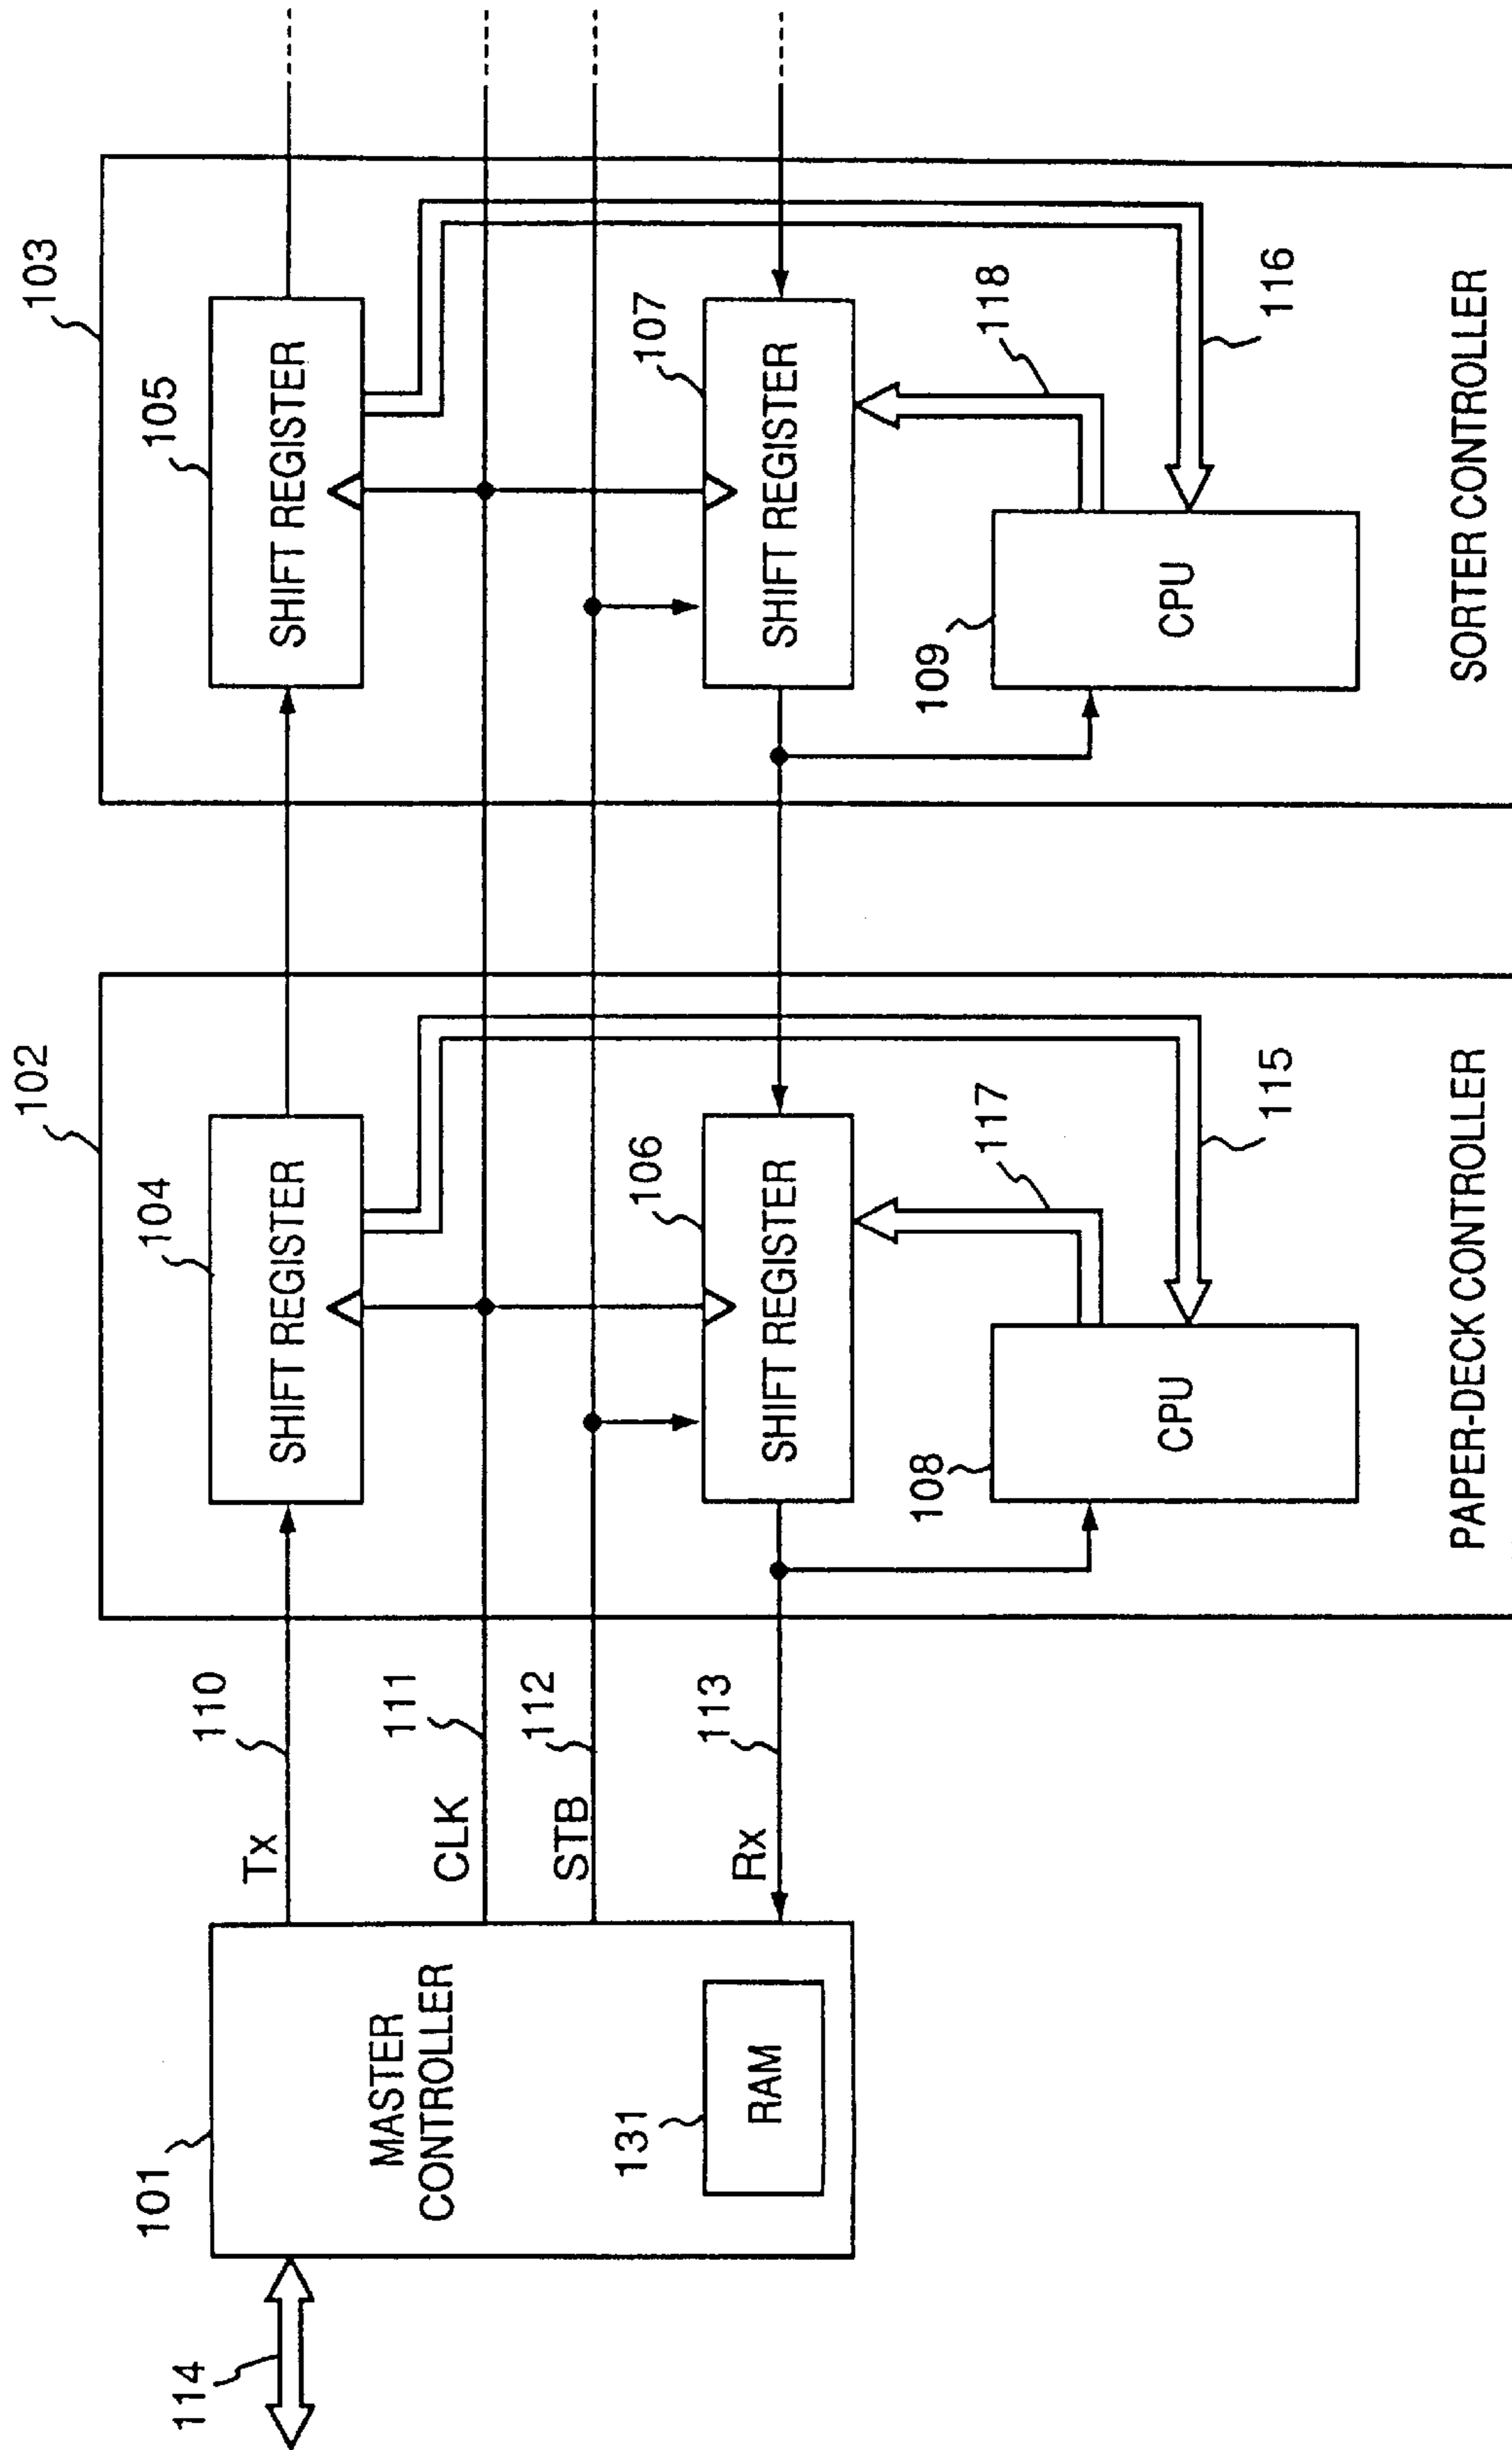 103
105
SHIFT REGISTER
107
SHIFT REGISTER
118
116
109
CPU
SORTER CONTROLLER
102
104
SHIFT REGISTER
106
SHIFT REGISTER
117
115
108
CPU
PAPER-DECK CONTROLLER
110
Tx
111
CLK
112
STB
113
Rx
101
MASTER
CONTROLLER
131
RAM
114